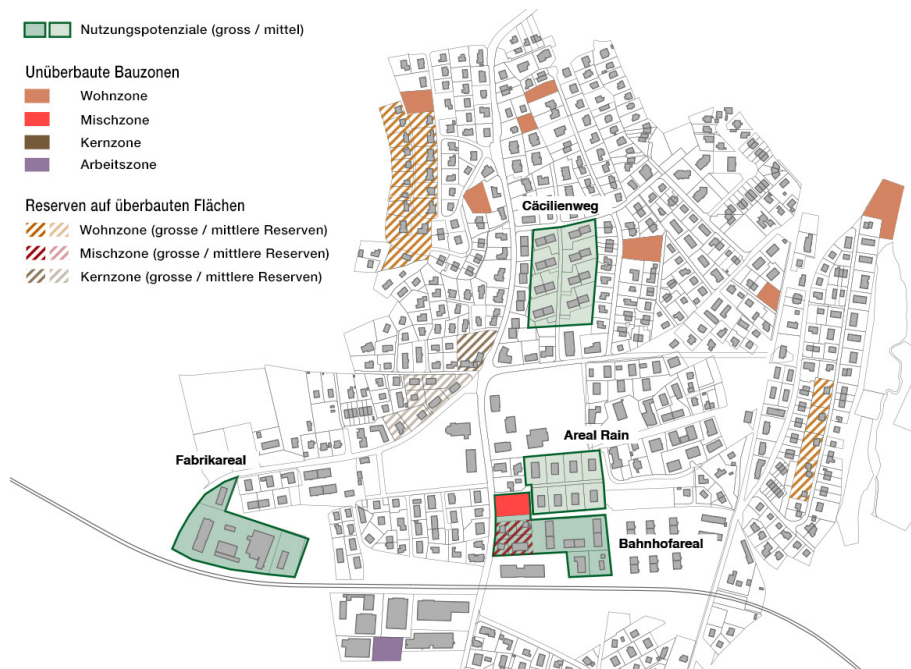 Nutzungspotenziale (gross / mittel)
Unüberbaute Bauzonen
Wohnzone
Mischzone
Kernzone
Arbeitszone
Reserven auf überbauten Flächen
Wohnzone (grosse / mittlere Reserven)
Mischzone (grosse / mittlere Reserven)
Kernzone (grosse / mittlere Reserven)
Cäcilienweg
Areal Rain
Fabrikareal
Bahnhofareal